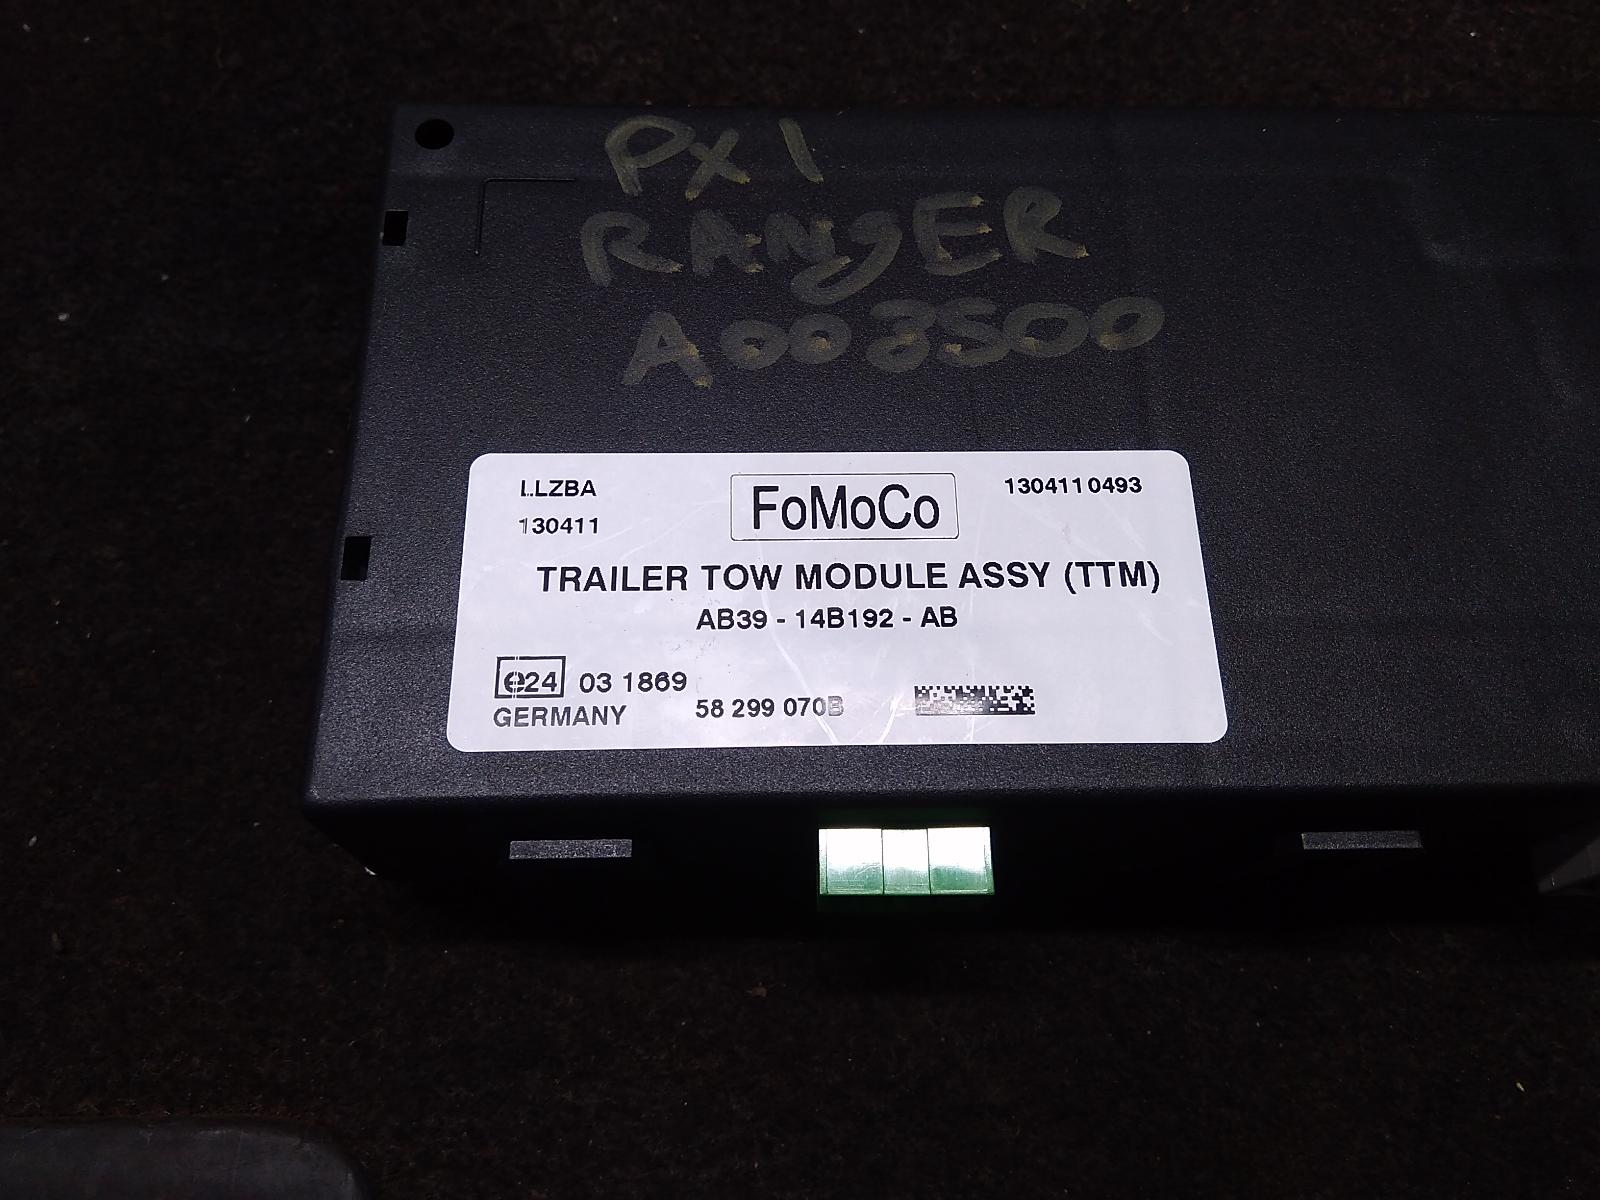 PX1
RANgER
A003500
LLZBA
FoMoCo
1304110493
130411
TRAILER TOW MODULE ASSY (TTM)
AB39 - 14B192 - AB
e24 03 1869
GERMANY
58 299 070B